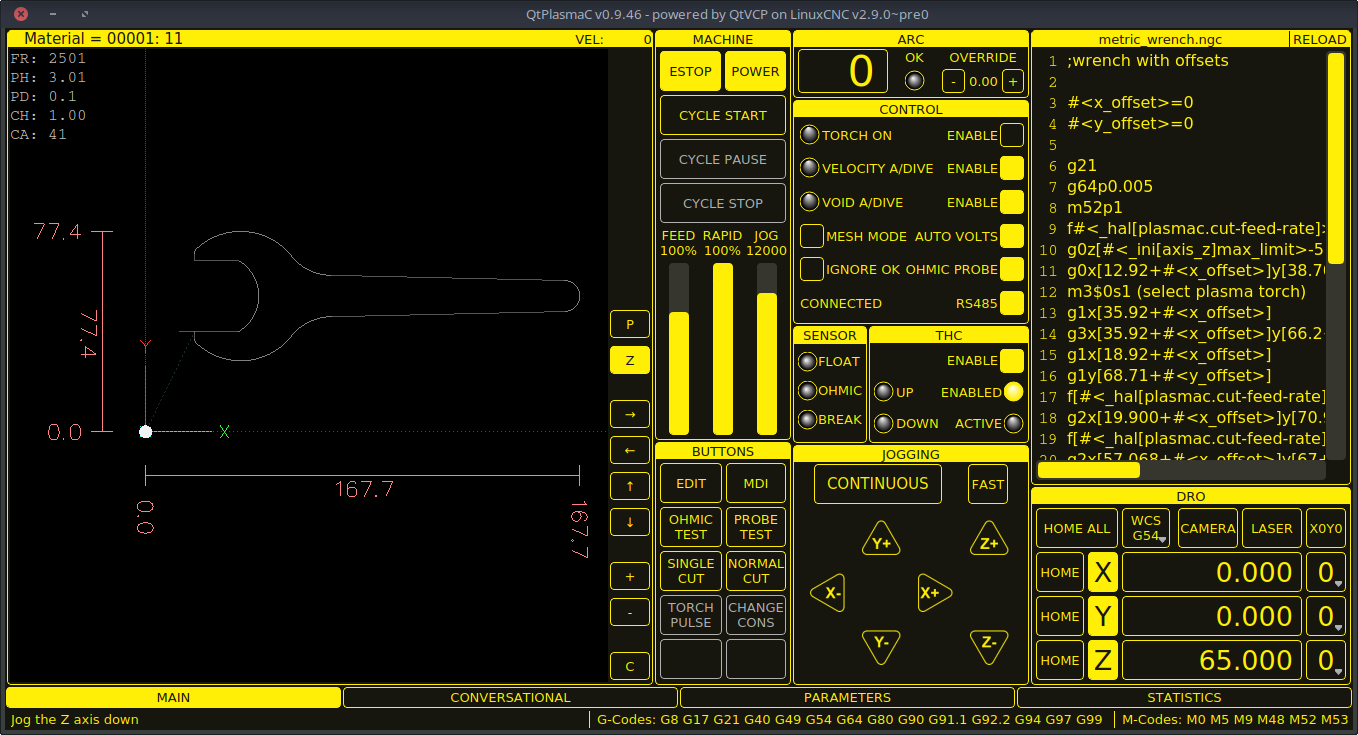 QtPlasmaC v0.9.46 - powered by QtVCP on LinuxCNC v2.9.0~pre0
Material = 00001: 11
VEL: 0
FR: 2501
PH: 3.01
PD: 0.1
CH: 1.00
CA: 41
77.4
77.4
0.0
Y
X
167.7
0.0
167.7
P
Z
→
←
↑
↓
+
-
C
MACHINE
ESTOP POWER
CYCLE START
CYCLE PAUSE
CYCLE STOP
FEED RAPID JOG
100% 100% 12000
BUTTONS
EDIT MDI
OHMIC TEST
PROBE TEST
SINGLE CUT
NORMAL CUT
TORCH PULSE
CHANGE CONS
ARC
0
OK
OVERRIDE
- 0.00 +
CONTROL
TORCH ON ENABLE
VELOCITY A/DIVE ENABLE
VOID A/DIVE ENABLE
MESH MODE AUTO VOLTS
IGNORE OK OHMIC PROBE
CONNECTED RS485
SENSOR
FLOAT
OHMIC
BREAK
THC
ENABLE
UP ENABLED
DOWN ACTIVE
JOGGING
CONTINUOUS FAST
Y+ Z+
X- X+
Y- Z-
metric_wrench.ngc RELOAD
1 ;wrench with offsets
2
3 #<x_offset>=0
4 #<y_offset>=0
5
6 g21
7 g64p0.005
8 m52p1
9 f#<_hal[plasmac.cut-feed-rate]>
10 g0z[#<_ini[axis_z]max_limit>-5
11 g0x[12.92+#<x_offset>]y[38.70
12 m3$0s1 (select plasma torch)
13 g1x[35.92+#<x_offset>]
14 g3x[35.92+#<x_offset>]y[66.2
15 g1x[18.92+#<x_offset>]
16 g1y[68.71+#<y_offset>]
17 f[#<_hal[plasmac.cut-feed-rate]
18 g2x[19.900+#<x_offset>]y[70.9
19 f[#<_hal[plasmac.cut-feed-rate]
20 g2x[57.068+#<x_offset>]y[67+
DRO
HOME ALL WCS G54 CAMERA LASER X0Y0
HOME X 0.000 0
HOME Y 0.000 0
HOME Z 65.000 0
MAIN CONVERSATIONAL PARAMETERS STATISTICS
Jog the Z axis down
G-Codes: G8 G17 G21 G40 G49 G54 G64 G80 G90 G91.1 G92.2 G94 G97 G99
M-Codes: M0 M5 M9 M48 M52 M53